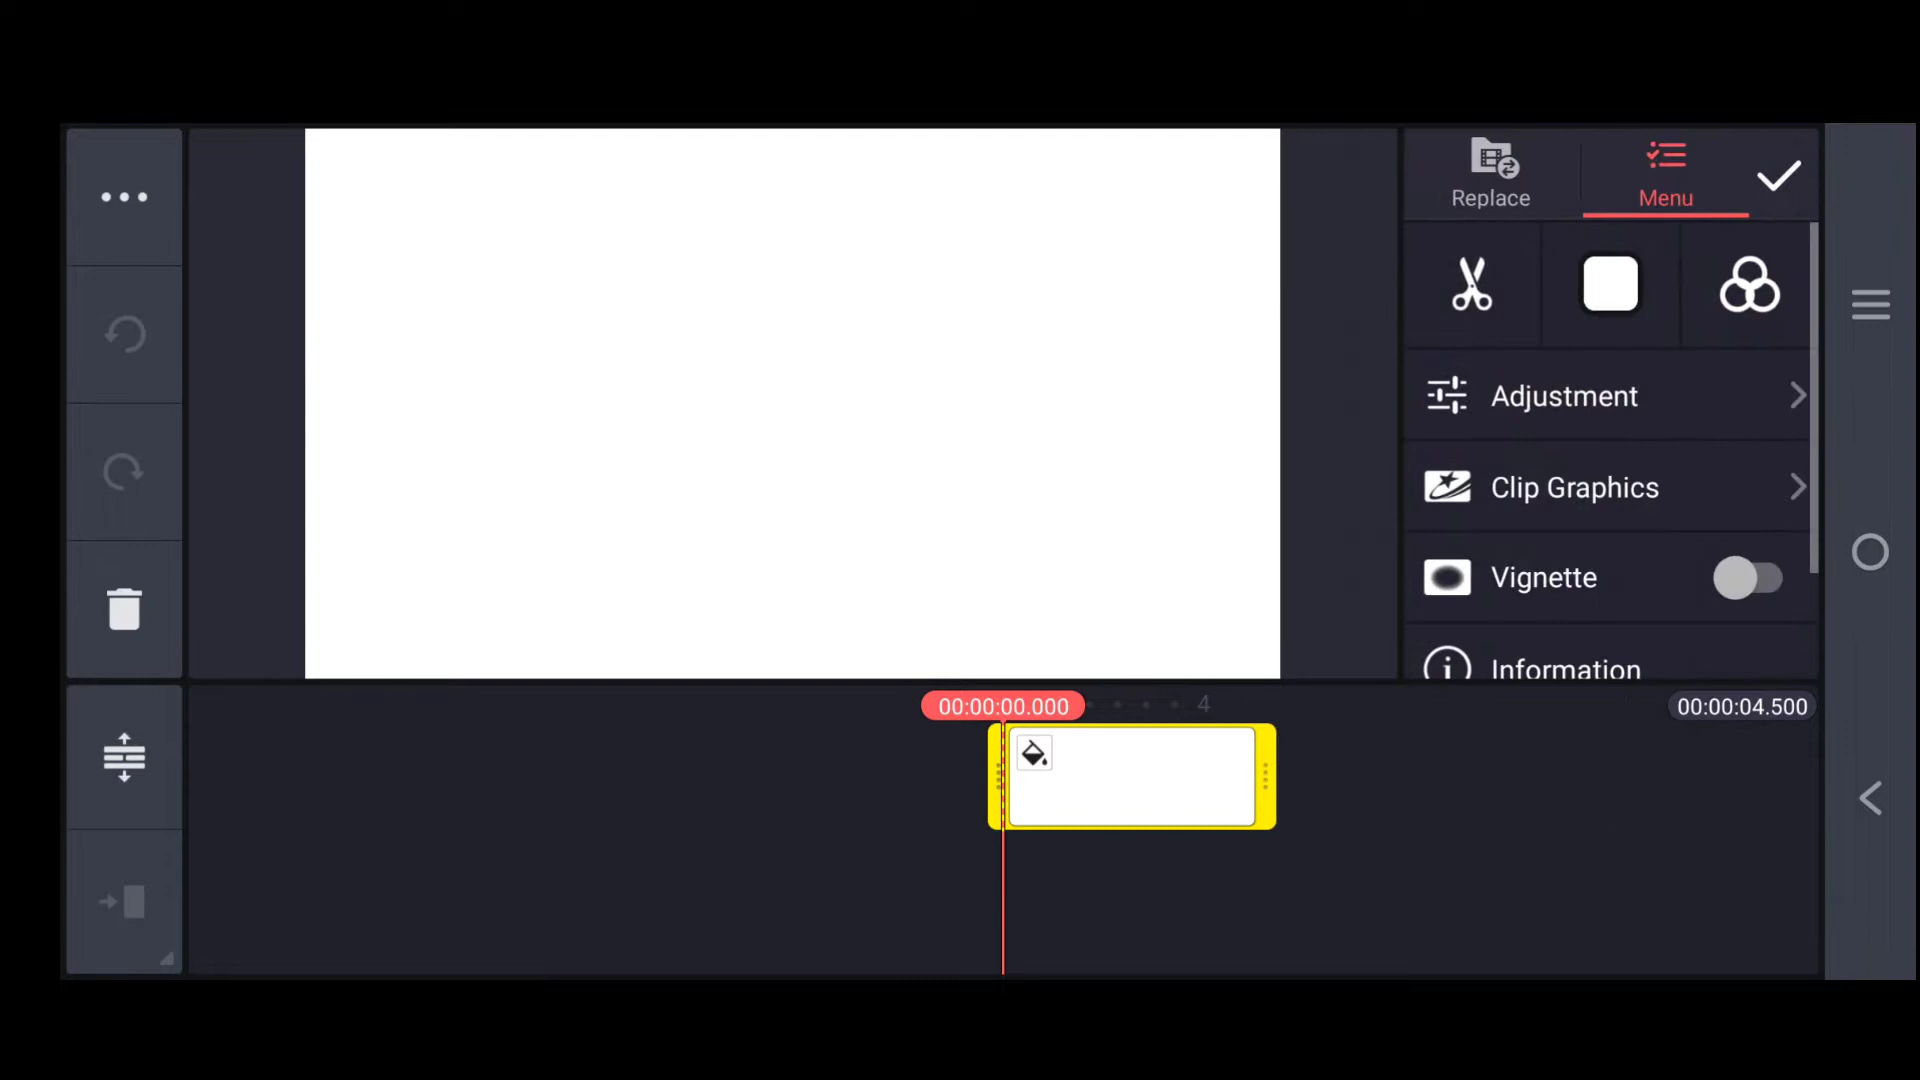 Replace
Menu
Adjustment
Clip Graphics
Vignette
Information
00:00:00.000
4
00:00:04.500